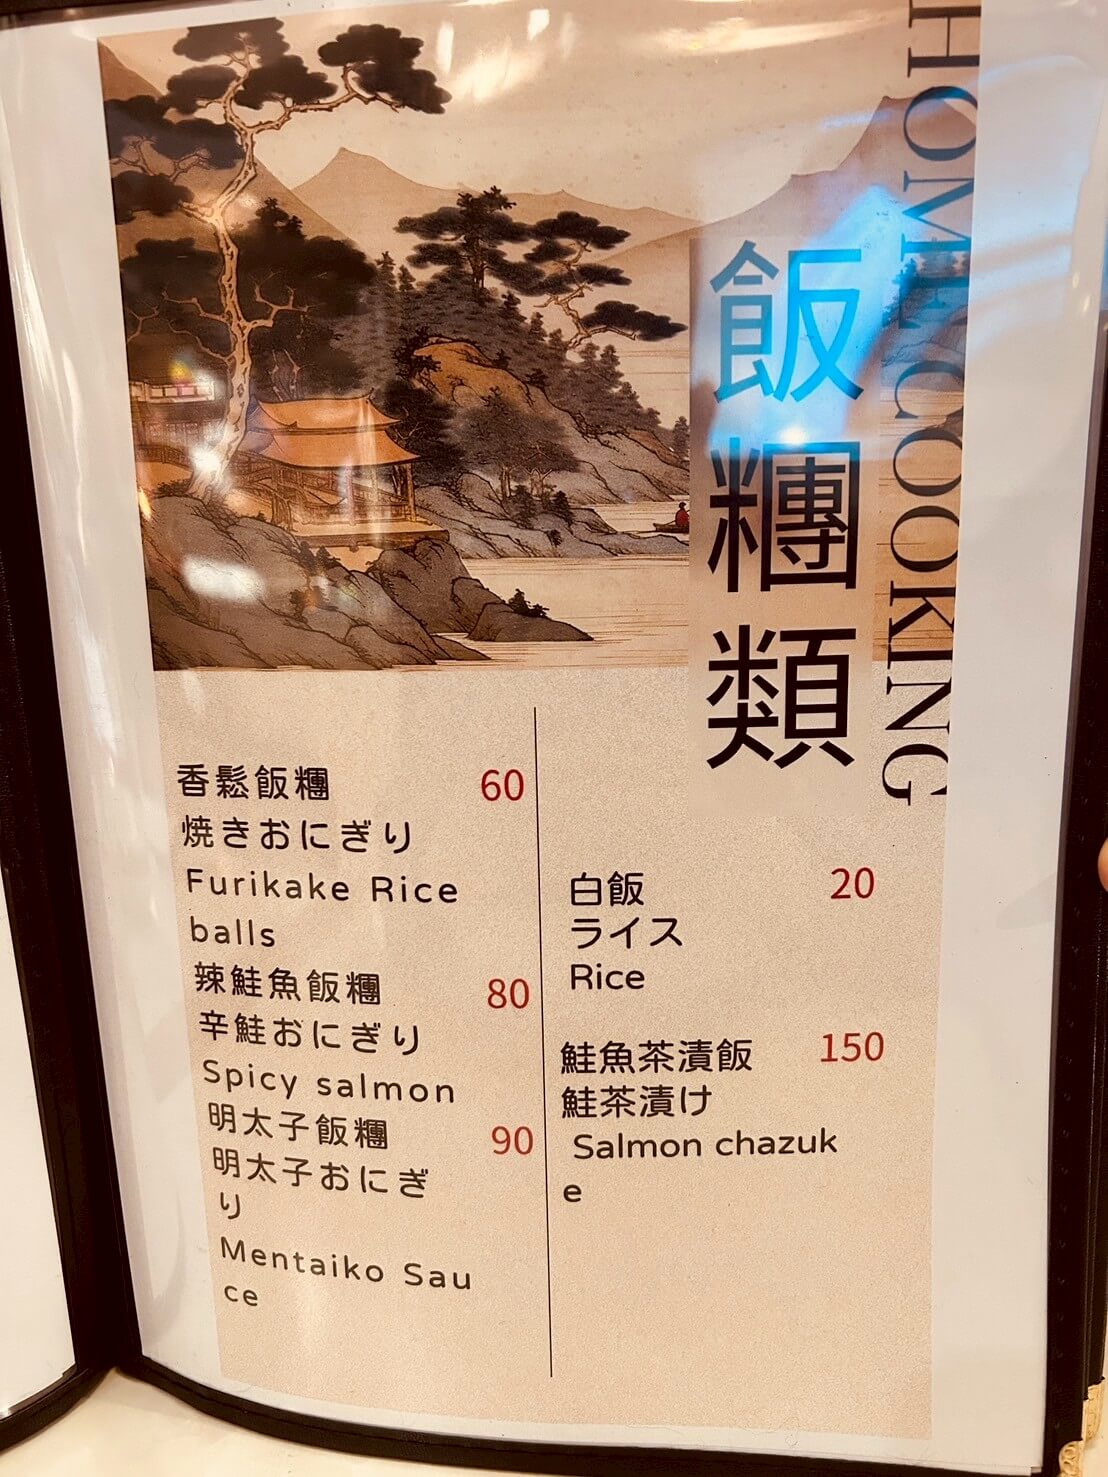 HOME COOKING
飯糰類
香鬆飯糰 60
焼きおにぎり
Furikake Rice
balls
辣鮭魚飯糰 80
辛鮭おにぎり
Spicy salmon
明太子飯糰 90
明太子おにぎ
り
Mentaiko Sau
ce
白飯 20
ライス
Rice
鮭魚茶漬飯 150
鮭茶漬け
Salmon chazuk
e